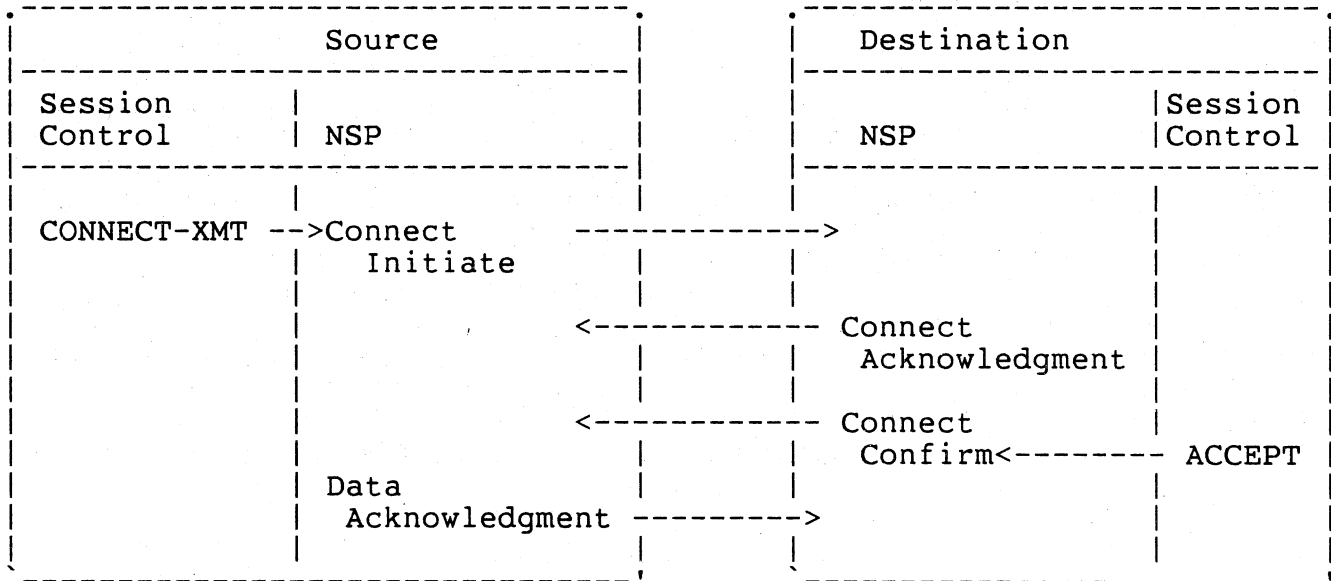 Source Destination
Session Session
Control NSP NSP Control
CONNECT-XMT -->Connect ------------->
Initiate
<------------ Connect
Acknowledgment
<------------ Connect
Confirm<-------- ACCEPT
Data
Acknowledgment --------->